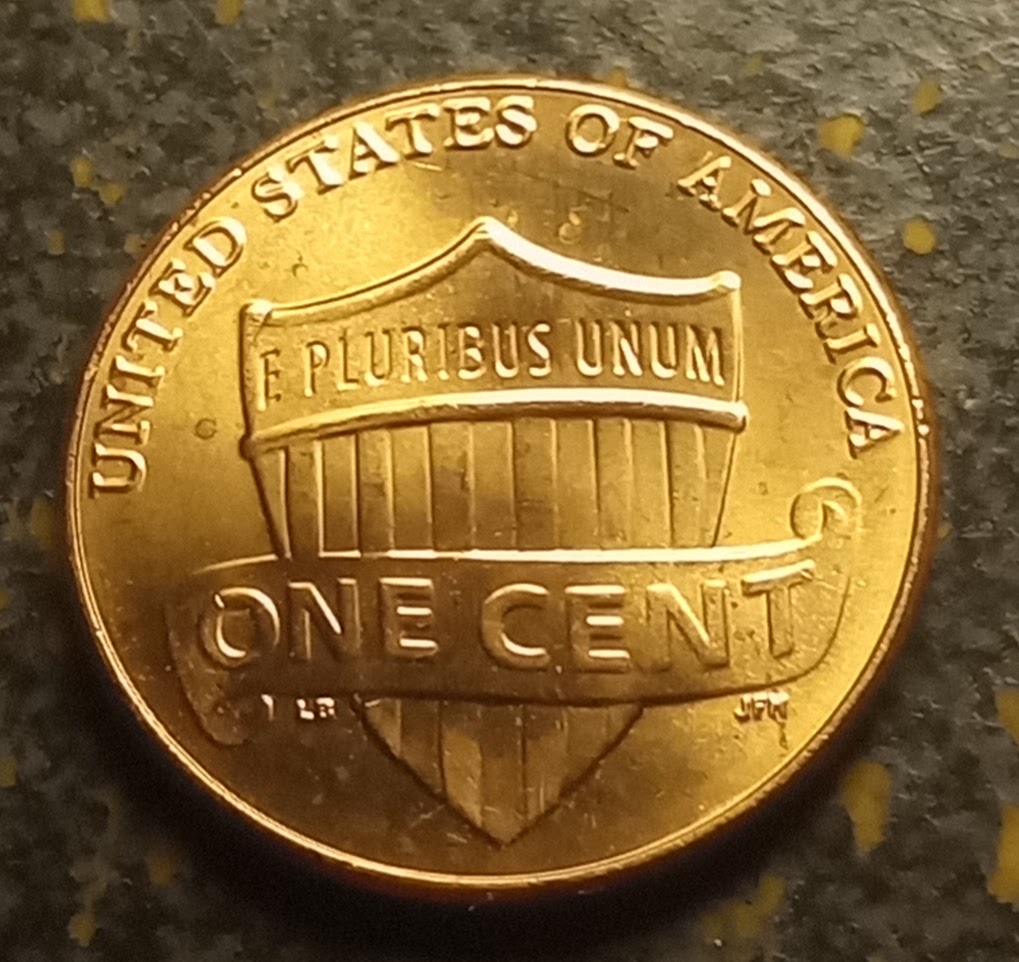 UNITED STATES OF AMERICA
E PLURIBUS UNUM
ONE CENT
LB JFM